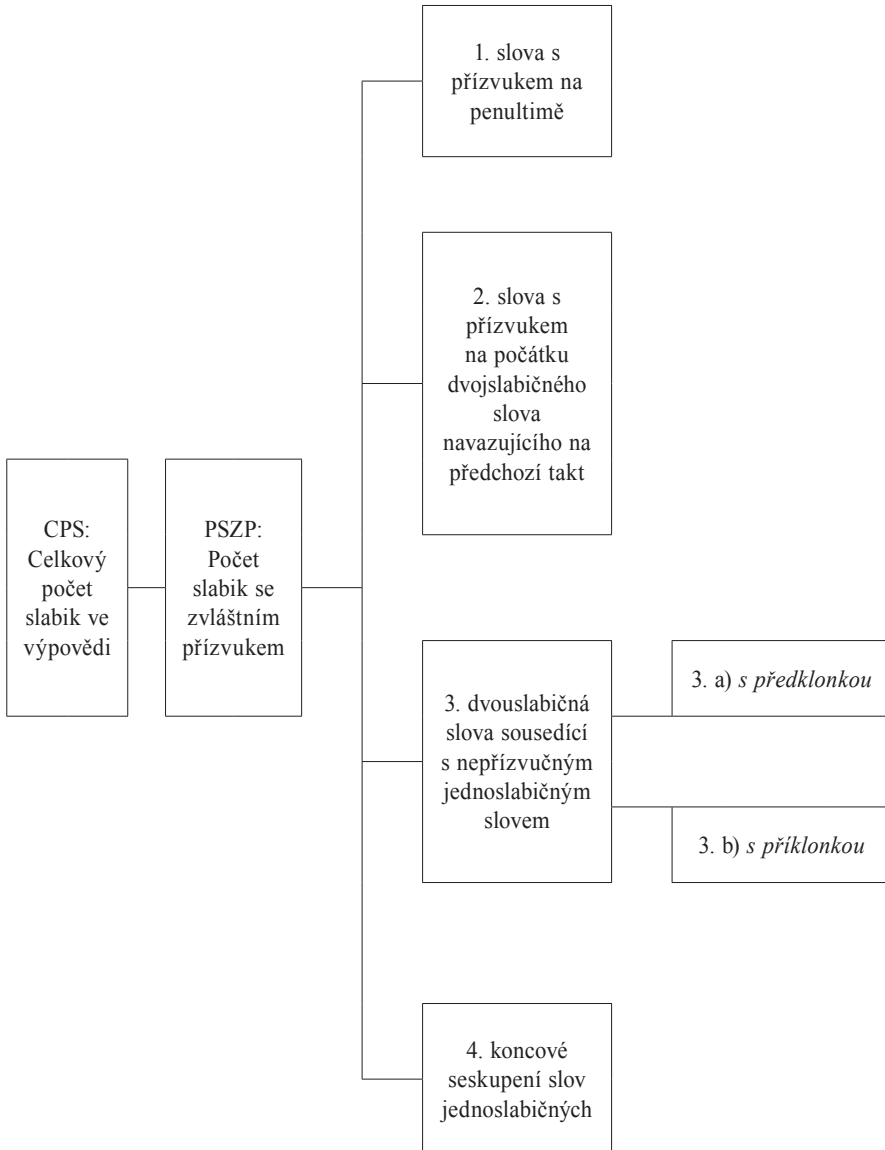 1. slova s
přízvukem na
penultimě
2. slova s
přízvukem
na počátku
dvojslabičného
slova
navazujícího na
předchozí takt
CPS:
Celkový
počet
slabik ve
výpovědi
PSZP:
Počet
slabik se
zvláštním
přízvukem
3. dvouslabičná
slova sousedící
s nepřízvučným
jednoslabičným
slovem
3. a) s předklonkou
3. b) s příklonkou
4. koncové
seskupení slov
jednoslabičných